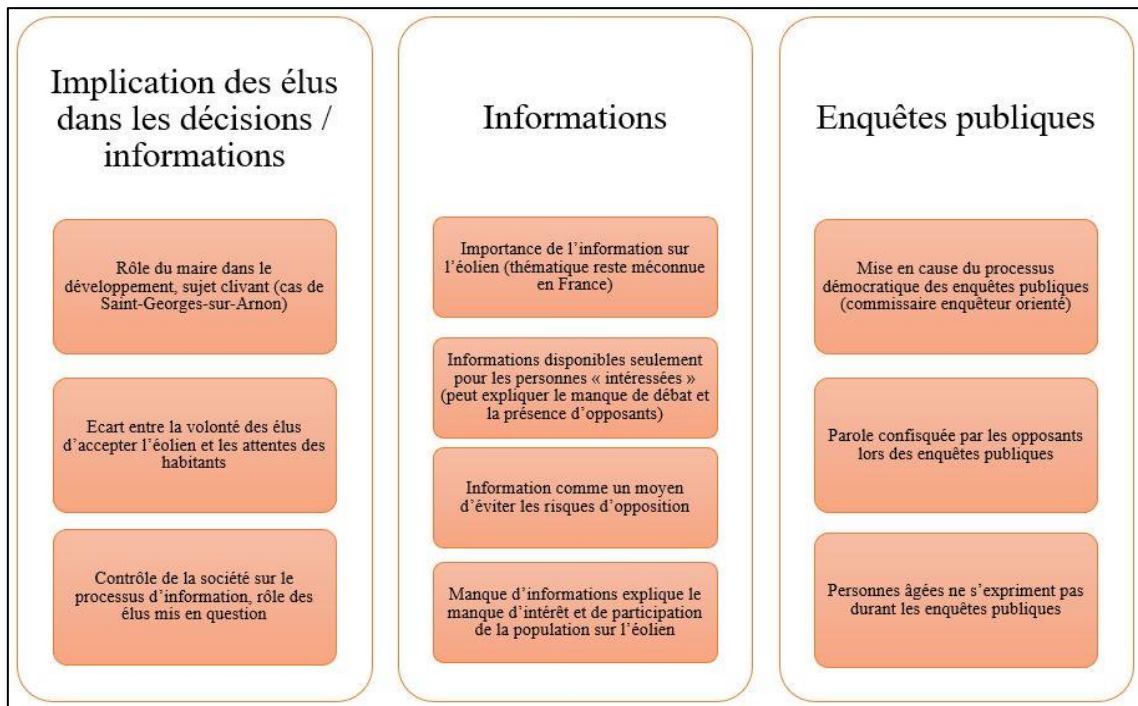 Implication des élus
dans les décisions /
informations
Rôle du maire dans le
développement, sujet clivant (cas de
Saint-Georges-sur-Arnon)
Ecart entre la volonté des élus
d’accepter l’éolien et les attentes des
habitants
Contrôle de la société sur le
processus d’information, rôle des
élus mis en question
Informations
Importance de l’information sur
l’éolien (thématique reste méconnue
en France)
Informations disponibles seulement
pour les personnes « intéressées »
(peut expliquer le manque de débat et
la présence d’opposants)
Information comme un moyen
d’éviter les risques d’opposition
Manque d’informations explique le
manque d’intérêt et de participation
de la population sur l’éolien
Enquêtes publiques
Mise en cause du processus
démocratique des enquêtes publiques
(commissaire enquêteur orienté)
Parole confisquée par les opposants
lors des enquêtes publiques
Personnes âgées ne s’expriment pas
durant les enquêtes publiques